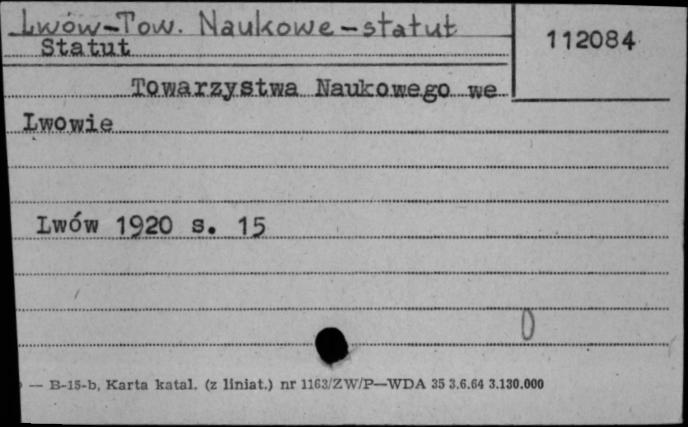 Lwów-Tow. Naukowe-statut
Statut
112084
Towarzystwa Naukowego we
Lwowie
Lwów 1920 s. 15
0
— B-15-b, Karta katal. (z liniat.) nr 1163/ZW/P—WDA 35 3.6.64 3.130.000